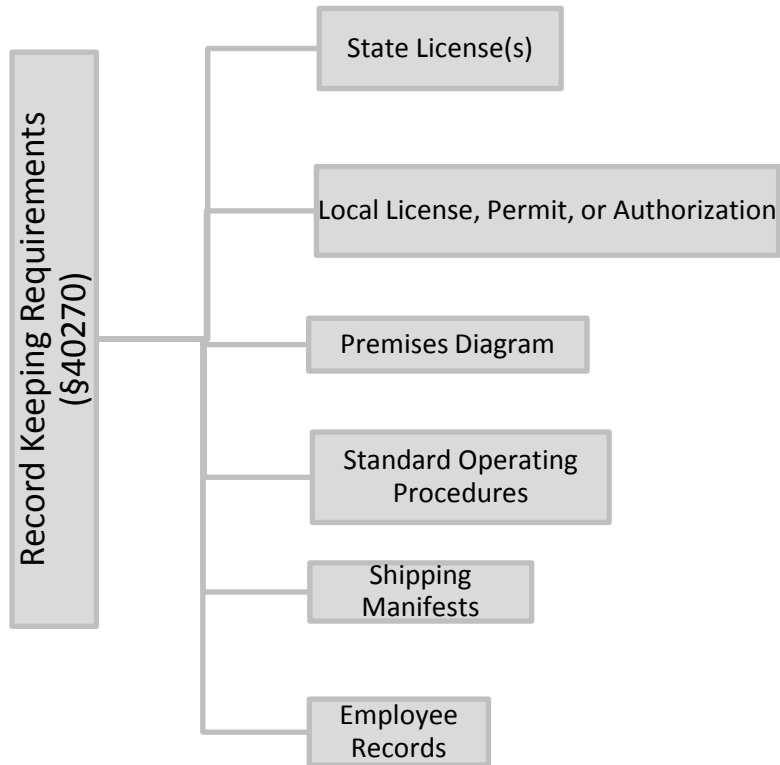 Record Keeping Requirements
(§40270)
State License(s)
Local License, Permit, or Authorization
Premises Diagram
Standard Operating
Procedures
Shipping
Manifests
Employee
Records